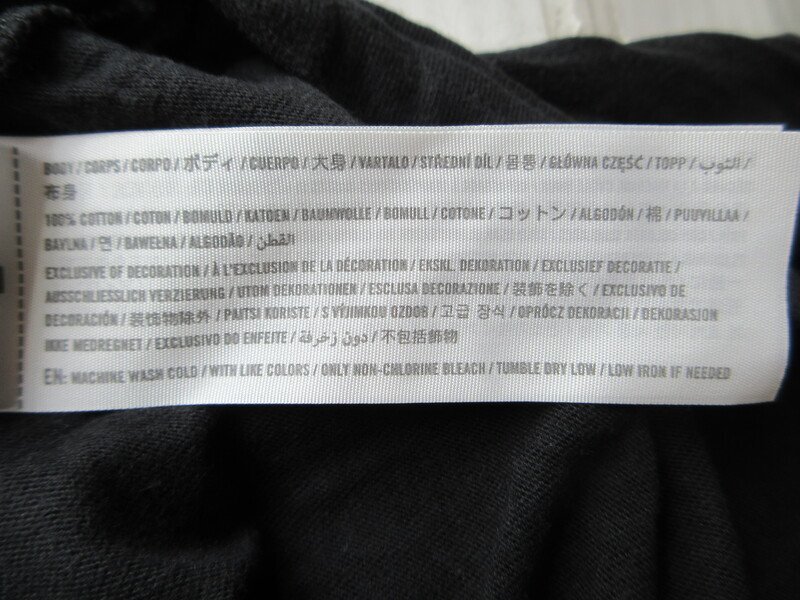 BODY / CORPS / CORPO / ボディ / CUERPO / 大身 / VARTALO / STŘEDNÍ DÍL / 몸통 / GŁÓWNA CZĘŚĆ / TOPP / التوب /
布身
100% COTTON / COTON / BOMULD / KATOEN / BAUMWOLLE / BOMULL / COTONE / コットン / ALGODÓN / 棉 / PUUVILLAA /
BAVLNA / 면 / BAWEŁNA / ALGODÃO / القطن
EXCLUSIVE OF DECORATION / À L'EXCLUSION DE LA DÉCORATION / EKSKL. DEKORATION / EXCLUSIEF DECORATIE /
AUSSCHLIESSLICH VERZIERUNG / UTOM DEKORATIONEN / ESCLUSA DECORAZIONE / 装飾を除く / EXCLUSIVO DE
DECORACIÓN / 装饰物除外 / PAITSI KORISTE / S VÝJIMKOU OZDOB / 고급 장식 / OPRÓCZ DEKORACJI / DEKORASJON
IKKE MEDREGNET / EXCLUSIVO DO ENFEITE / دون زخرفة / 不包括飾物
EN: MACHINE WASH COLD / WITH LIKE COLORS / ONLY NON-CHLORINE BLEACH / TUMBLE DRY LOW / LOW IRON IF NEEDED